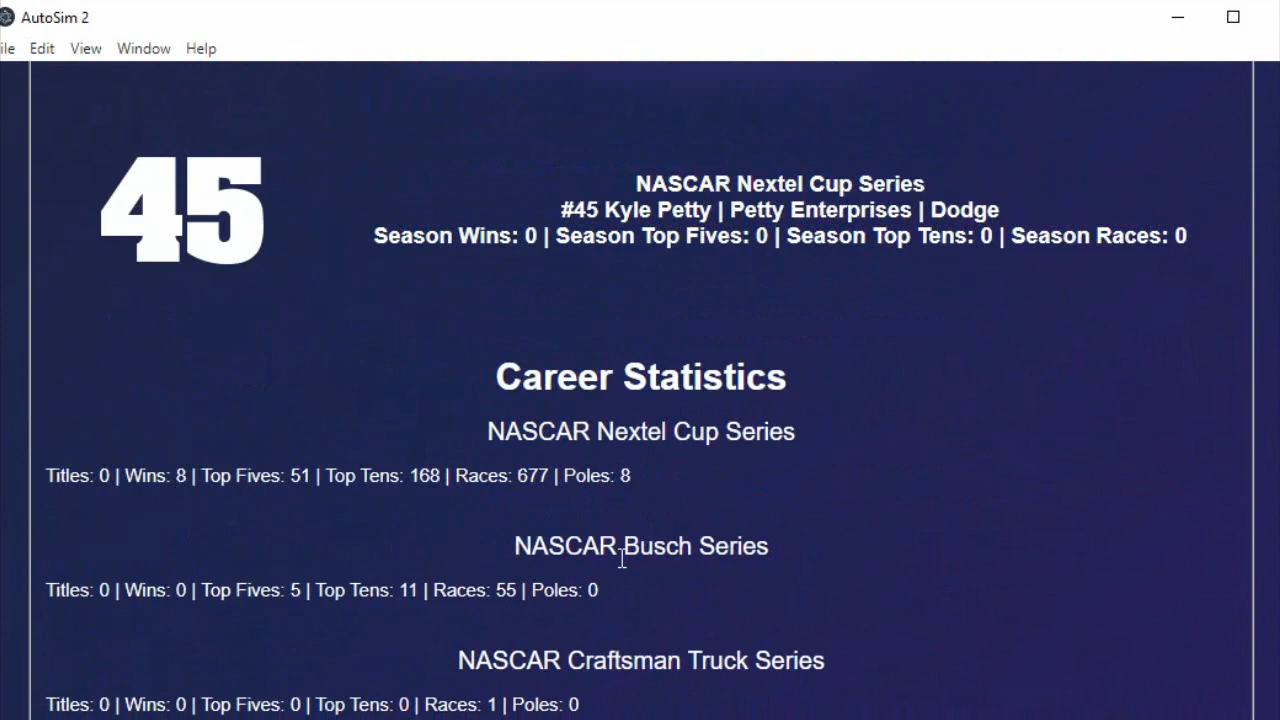 AutoSim 2
ile Edit View Window Help
45
NASCAR Nextel Cup Series
#45 Kyle Petty | Petty Enterprises | Dodge
Season Wins: 0 | Season Top Fives: 0 | Season Top Tens: 0 | Season Races: 0
Career Statistics
NASCAR Nextel Cup Series
Titles: 0 | Wins: 8 | Top Fives: 51 | Top Tens: 168 | Races: 677 | Poles: 8
NASCAR Busch Series
Titles: 0 | Wins: 0 | Top Fives: 5 | Top Tens: 11 | Races: 55 | Poles: 0
NASCAR Craftsman Truck Series
Titles: 0 | Wins: 0 | Top Fives: 0 | Top Tens: 0 | Races: 1 | Poles: 0